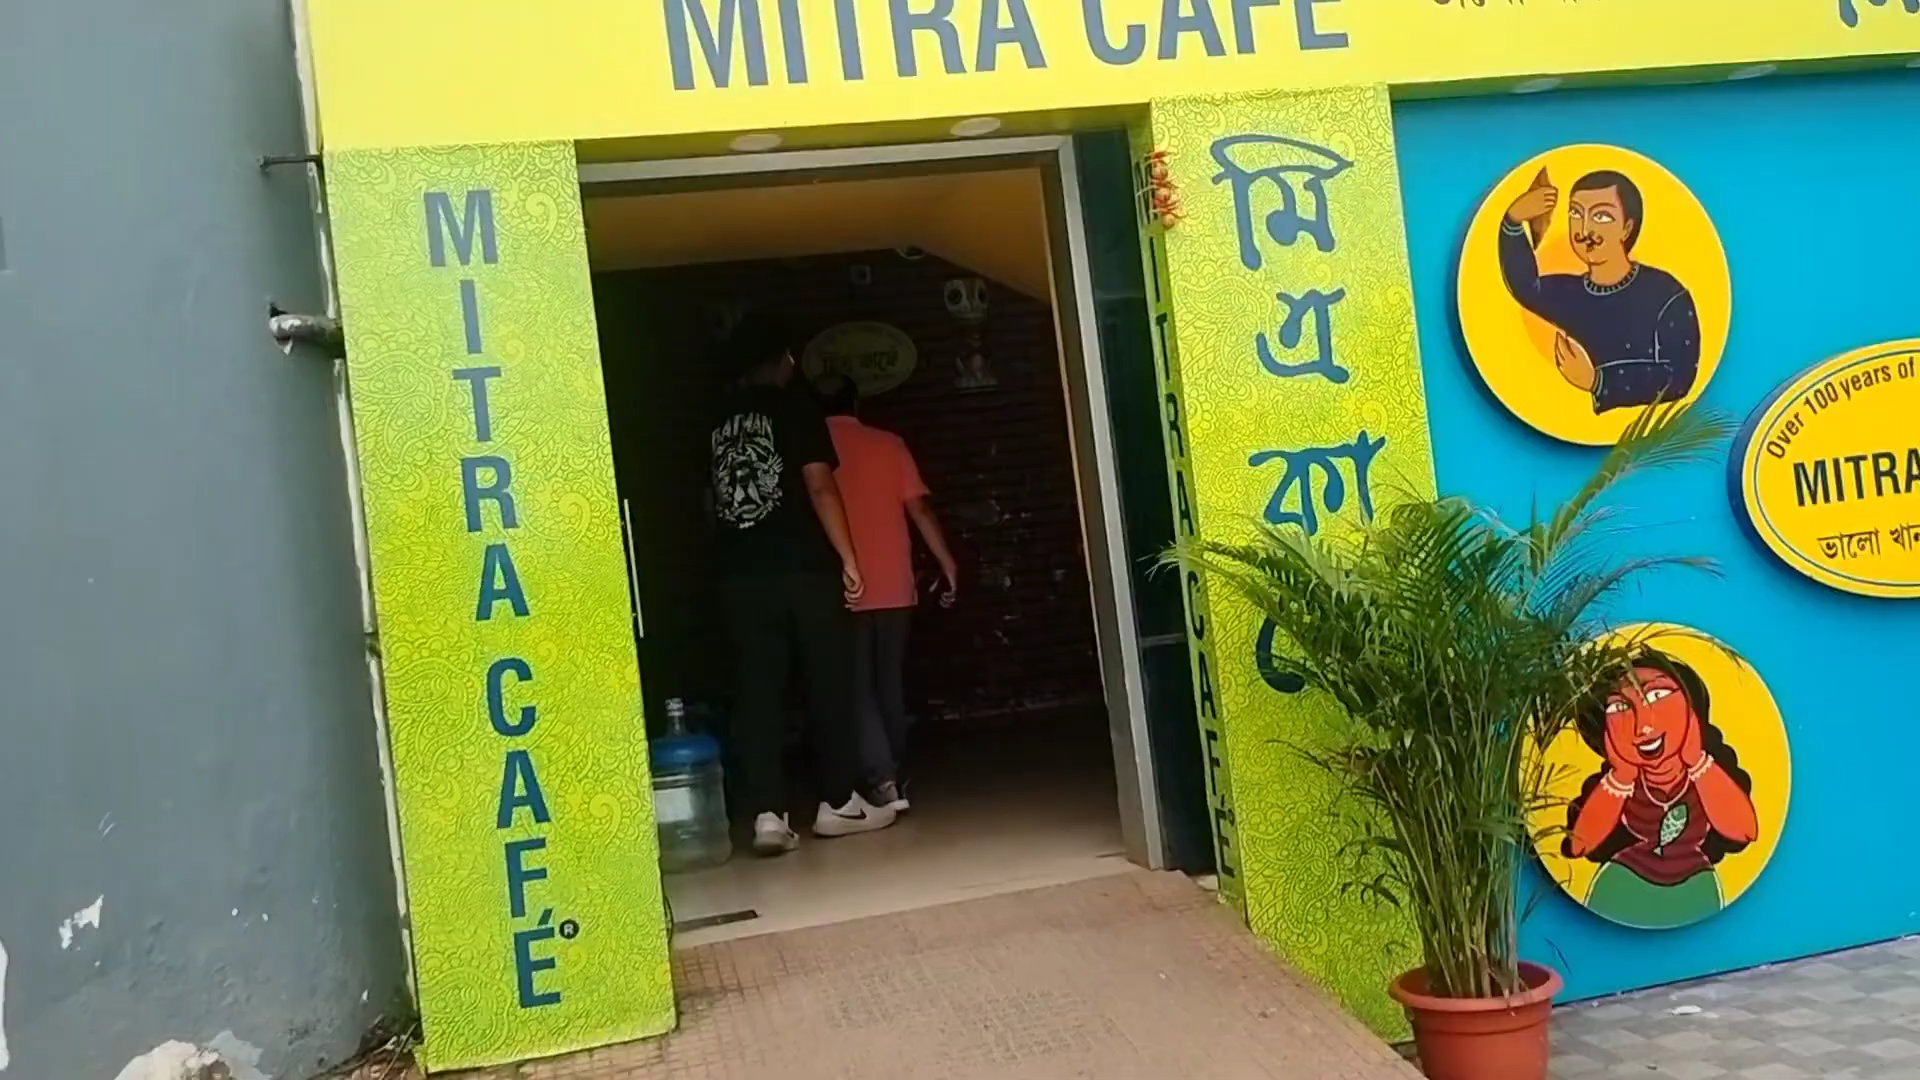 MITRA CAFE
MITRA CAFÉ®
BATMAN
মিত্র কাফে
MITRA CAFÉ
মিত্র কা
Over 100 years of
MITRA
ভালো